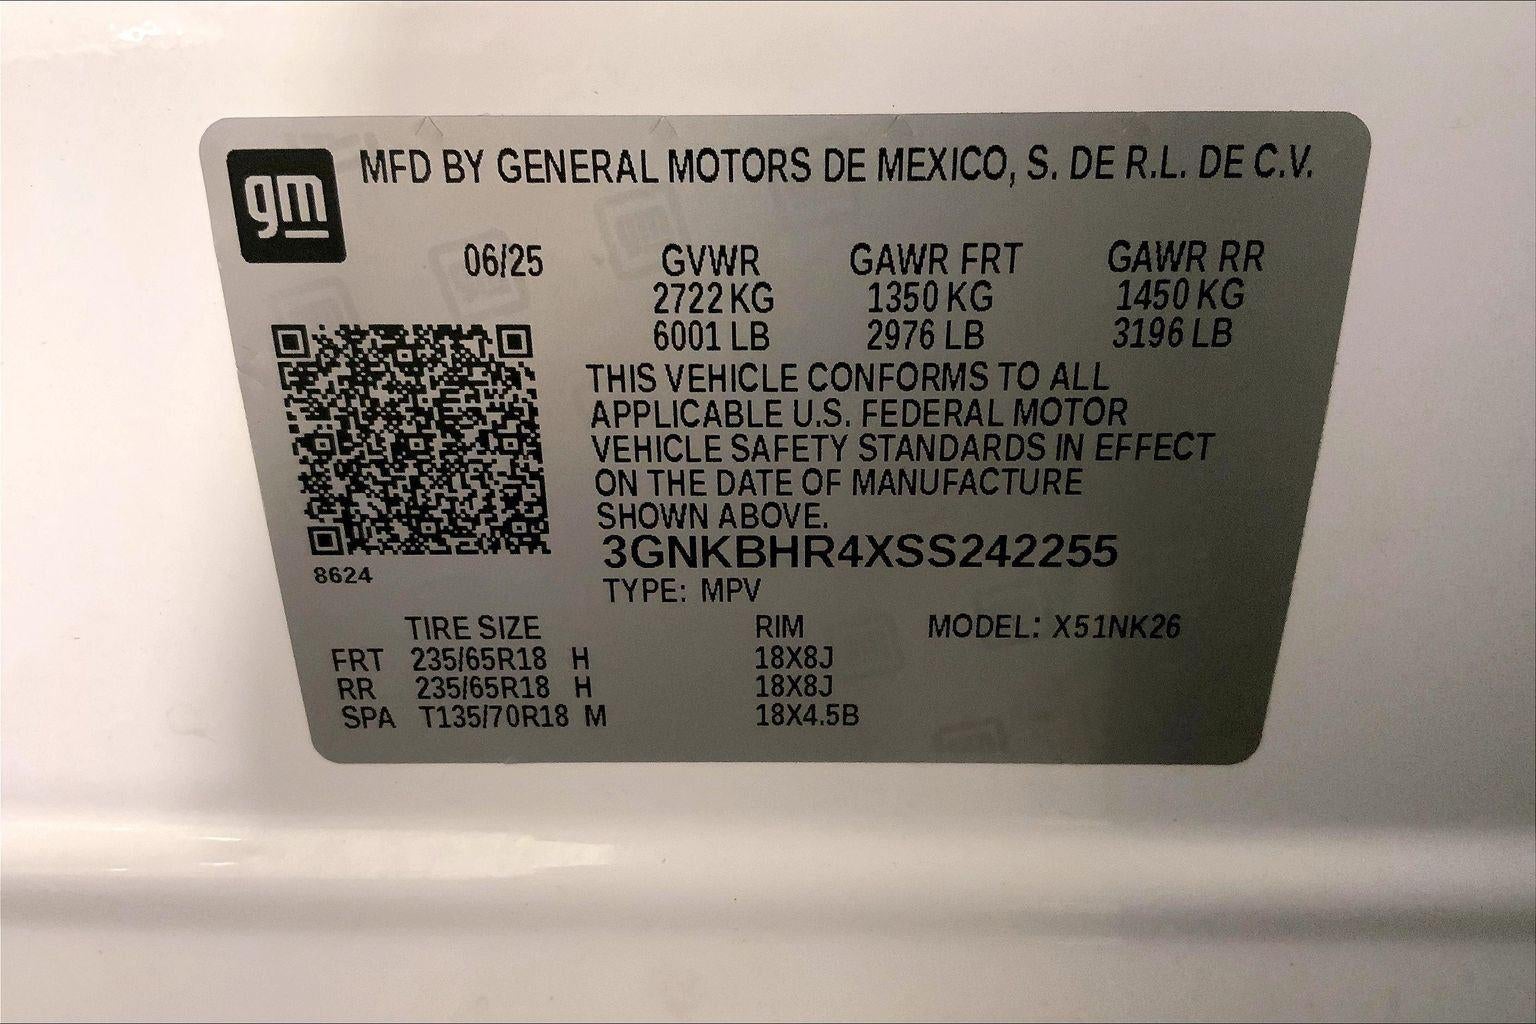 gm MFD BY GENERAL MOTORS DE MEXICO, S. DE R.L. DE C.V.
06/25 GVWR GAWR FRT GAWR RR
2722 KG 1350 KG 1450 KG
6001 LB 2976 LB 3196 LB
THIS VEHICLE CONFORMS TO ALL
APPLICABLE U.S. FEDERAL MOTOR
VEHICLE SAFETY STANDARDS IN EFFECT
ON THE DATE OF MANUFACTURE
SHOWN ABOVE.
3GNKBHR4XSS242255
8624
TYPE: MPV
TIRE SIZE RIM MODEL: X51NK26
FRT 235/65R18 H 18X8J
RR 235/65R18 H 18X8J
SPA T135/70R18 M 18X4.5B